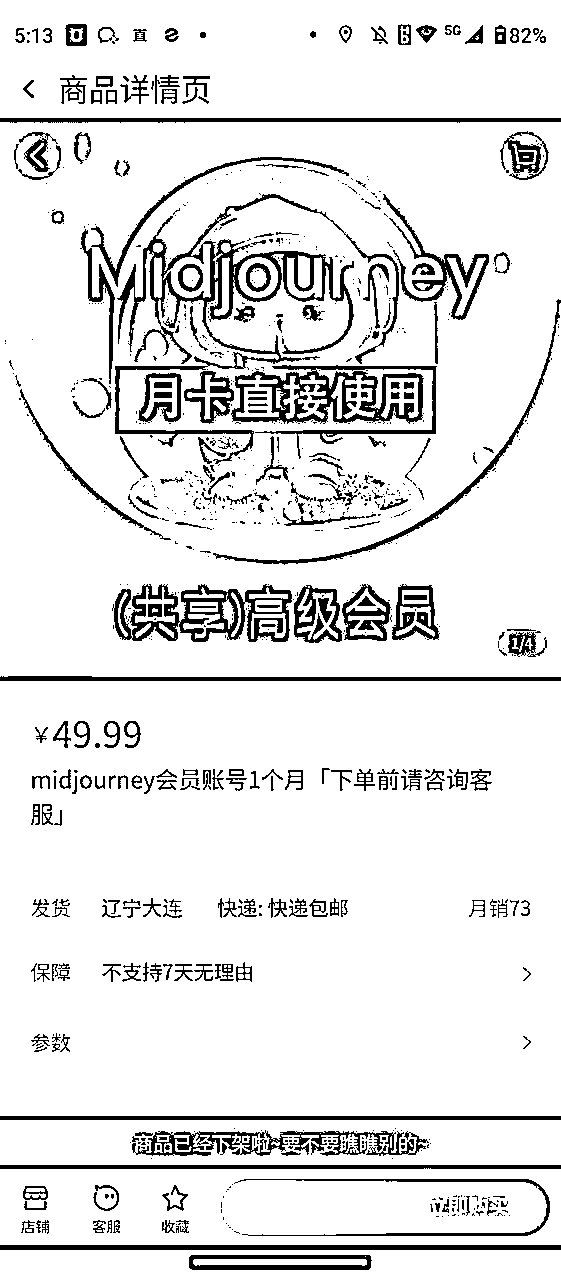 5:13
直
5G
82%
商品详情页
Midjourney
月卡直接使用
(共享)高级会员
1/4
￥49.99
midjourney会员账号1个月「下单前请咨询客
服」
发货 辽宁大连 快递: 快递包邮 月销73
保障 不支持7天无理由
参数
商品已经下架啦~要不要瞧瞧别的~
店铺 客服 收藏 立即购买